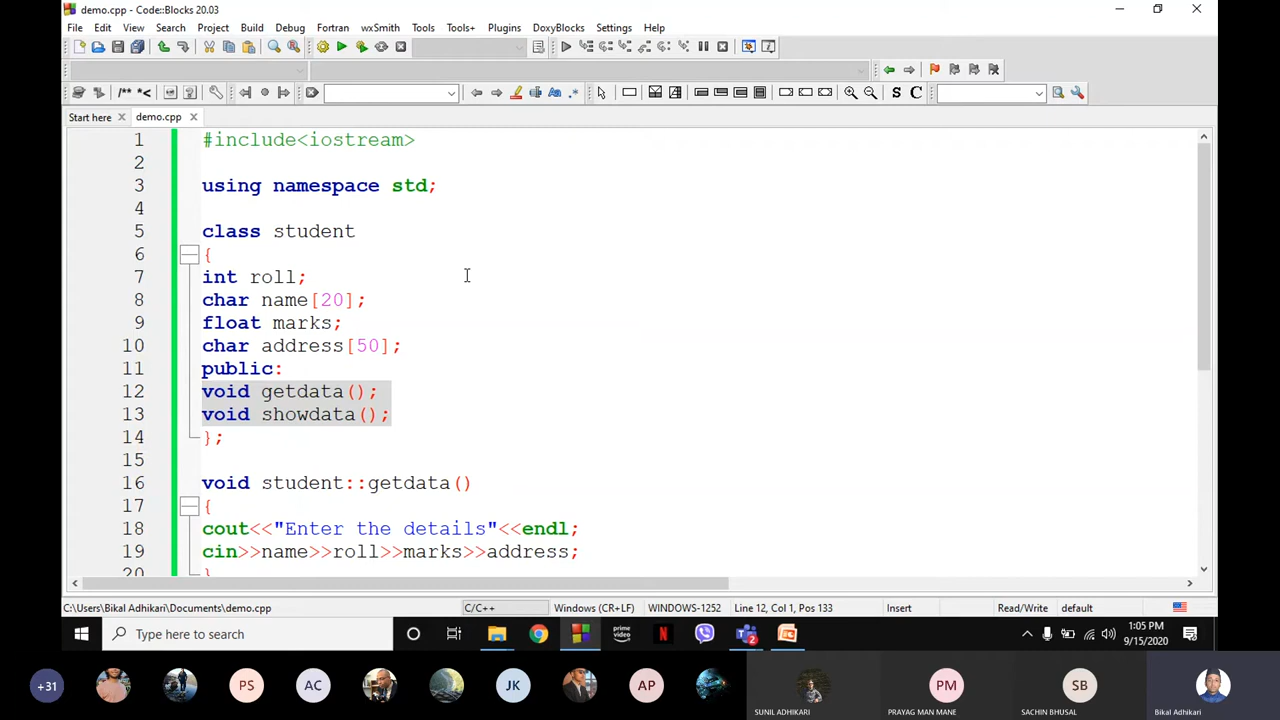 demo.cpp - Code::Blocks 20.03
File Edit View Search Project Build Debug Fortran wxSmith Tools Tools+ Plugins DoxyBlocks Settings Help
/** *<
S C
Start here demo.cpp
1 #include<iostream>
2
3 using namespace std;
4
5 class student
6 {
7 int roll;
8 char name[20];
9 float marks;
10 char address[50];
11 public:
12 void getdata();
13 void showdata();
14 };
15
16 void student::getdata()
17 {
18 cout<<"Enter the details"<<endl;
19 cin>>name>>roll>>marks>>address;
20 }
C:\Users\Bikal Adhikari\Documents\demo.cpp C/C++ Windows (CR+LF) WINDOWS-1252 Line 12, Col 1, Pos 133 Insert Read/Write default
Type here to search prime video N 2 1:05 PM
9/15/2020
+31 PS AC JK AP PM SB
SUNIL ADHIKARI PRAYAG MAN MANE SACHIN BHUSAL Bikal Adhikari